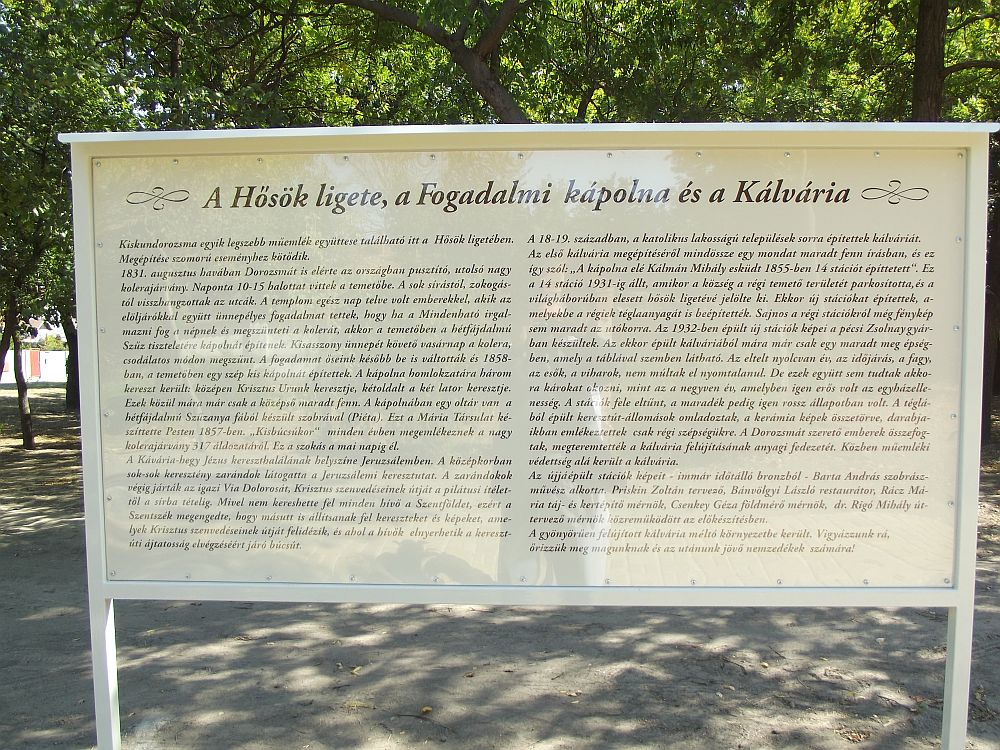 A Hősök ligete, a Fogadalmi kápolna és a Kálvária
Kiskundorozsma egyik legszebb műemlék együttese található itt a Hősök ligetében.
Megépítése szomorú eseményhez kötődik.
1831. augusztus havában Dorozsmát is elérte az országban pusztító, utolsó nagy
kolerajárvány. Naponta 10-15 halottat vittek a temetőbe. A sok sírástól, zokogás-
tól visszhangzottak az utcák. A templom egész nap telve volt emberekkel, akik az
elöljárókkal együtt ünnepélyes fogadalmat tettek, hogy ha a Mindenható irgal-
mazni fog a népnek és megszünteti a kolerát, akkor a temetőben a hétfájdalmú
Szűz tiszteletére kápolnát építenek. Kisasszony ünnepét követő vasárnap a kolera,
csodálatos módon megszűnt. A fogadamat őseink később be is váltották és 1858-
ban, a temetőben egy szép kis kápolnát építettek. A kápolna homlokzatára három
kereszt került: középen Krisztus Urunk keresztje, kétoldalt a két lator keresztje.
Ezek közül mára már csak a középső maradt fenn. A kápolnában egy oltár van a
hétfájdalmú Szűzanya fából készült szobrával (Piéta). Ezt a Mária Társulat ké-
szíttette Pesten 1857-ben. „Kisbúcsúkor" minden évben megemlékeznek a nagy
kolerajárvány 317 áldozatáról. Ez a szokás a mai napig él.
A Kávária-hegy Jézus kereszthalálának helyszíne Jeruzsálemben. A középkorban
sok-sok keresztény zarándok látogatta a Jeruzsálemi keresztutat. A zarándokok
végig járták az igazi Via Dolorosát, Krisztus szenvedéseinek útját a pilátusi ítélet-
től a sírba tételig. Mivel nem kereshette fel minden hívő a Szentföldet, ezért a
Szentszék megengedte, hogy másutt is állítsanak fel kereszteket és képeket, ame-
lyek Krisztus szenvedéseinek útját felidézik, és ahol a hívők elnyerhetik a kereszt-
úti ájtatosság elvégzéséért járó búcsút.
A 18-19. században, a katolikus lakosságú települések sorra építettek kálváriát.
Az első kálvária megépítéséről mindössze egy mondat maradt fenn írásban, és ez
így szól: „A kápolna elé Kálmán Mihály esküdt 1855-ben 14 stációt építtetett". Ez
a 14 stáció 1931-ig állt, amikor a község a régi temető területét parkosította, és a
világháborúban elesett hősök ligetévé jelölte ki. Ekkor új stációkat építettek, a-
melyekbe a régiek téglaanyagát is beépítették. Sajnos a régi stációkról még fénykép
sem maradt az utókorra. Az 1932-ben épült új stációk képei a pécsi Zsolnay gyár-
ban készültek. Az ekkor épült kálváriából mára már csak egy maradt meg épség-
ben, amely a táblával szemben látható. Az eltelt nyolcvan év, az időjárás, a fagy,
az esők, a viharok, nem múltak el nyomtalanul. De ezek együtt sem tudtak akko-
ra károkat okozni, mint az a negyven év, amelyben igen erős volt az egyházelle-
nesség. A stációk fele eltűnt, a maradék pedig igen rossz állapotban volt. A téglá-
ból épült keresztút-állomások omladoztak, a kerámia képek összetörve, darabja-
ikban emlékeztettek csak régi szépségükre. A Dorozsmát szerető emberek összefog-
tak, megteremtették a kálvária felújításának anyagi fedezetét. Közben műemléki
védettség alá került a kálvária.
Az újjáépült stációk képeit - immár időtálló bronzból - Barta András szobrász-
művész alkotta. Priskin Zoltán tervező, Bánvölgyi László restaurátor, Rácz Má-
ria táj- és kertépítő mérnök, Csenkey Géza földmérő mérnök, dr. Rigó Mihály út-
tervező mérnök közreműködött az előkészítésben.
A gyönyörűen felújított kálvária méltó környezetbe került. Vigyázzunk rá,
őrizzük meg magunknak és az utánunk jövő nemzedékek számára!